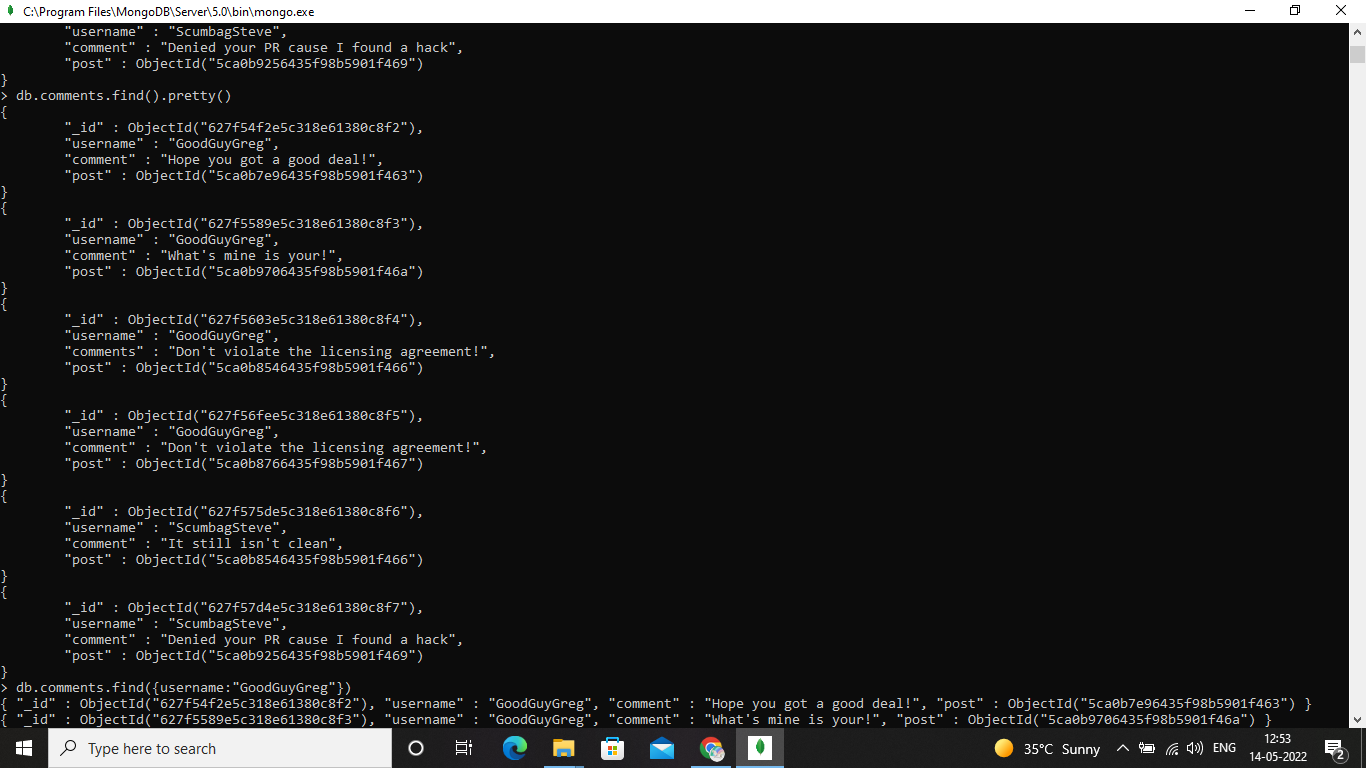 C:\Program Files\MongoDB\Server\5.0\bin\mongo.exe
"username" : "ScumbagSteve",
"comment" : "Denied your PR cause I found a hack",
"post" : ObjectId("5ca0b9256435f98b5901f469")
}
> db.comments.find().pretty()
{
"_id" : ObjectId("627f54f2e5c318e61380c8f2"),
"username" : "GoodGuyGreg",
"comment" : "Hope you got a good deal!",
"post" : ObjectId("5ca0b7e96435f98b5901f463")
}
{
"_id" : ObjectId("627f5589e5c318e61380c8f3"),
"username" : "GoodGuyGreg",
"comment" : "What's mine is your!",
"post" : ObjectId("5ca0b9706435f98b5901f46a")
}
{
"_id" : ObjectId("627f5603e5c318e61380c8f4"),
"username" : "GoodGuyGreg",
"comments" : "Don't violate the licensing agreement!",
"post" : ObjectId("5ca0b8546435f98b5901f466")
}
{
"_id" : ObjectId("627f56fee5c318e61380c8f5"),
"username" : "GoodGuyGreg",
"comment" : "Don't violate the licensing agreement!",
"post" : ObjectId("5ca0b8766435f98b5901f467")
}
{
"_id" : ObjectId("627f575de5c318e61380c8f6"),
"username" : "ScumbagSteve",
"comment" : "It still isn't clean",
"post" : ObjectId("5ca0b8546435f98b5901f466")
}
{
"_id" : ObjectId("627f57d4e5c318e61380c8f7"),
"username" : "ScumbagSteve",
"comment" : "Denied your PR cause I found a hack",
"post" : ObjectId("5ca0b9256435f98b5901f469")
}
> db.comments.find({username:"GoodGuyGreg"})
{ "_id" : ObjectId("627f54f2e5c318e61380c8f2"), "username" : "GoodGuyGreg", "comment" : "Hope you got a good deal!", "post" : ObjectId("5ca0b7e96435f98b5901f463") }
{ "_id" : ObjectId("627f5589e5c318e61380c8f3"), "username" : "GoodGuyGreg", "comment" : "What's mine is your!", "post" : ObjectId("5ca0b9706435f98b5901f46a") }
Type here to search
35°C Sunny
ENG
12:53
14-05-2022
2